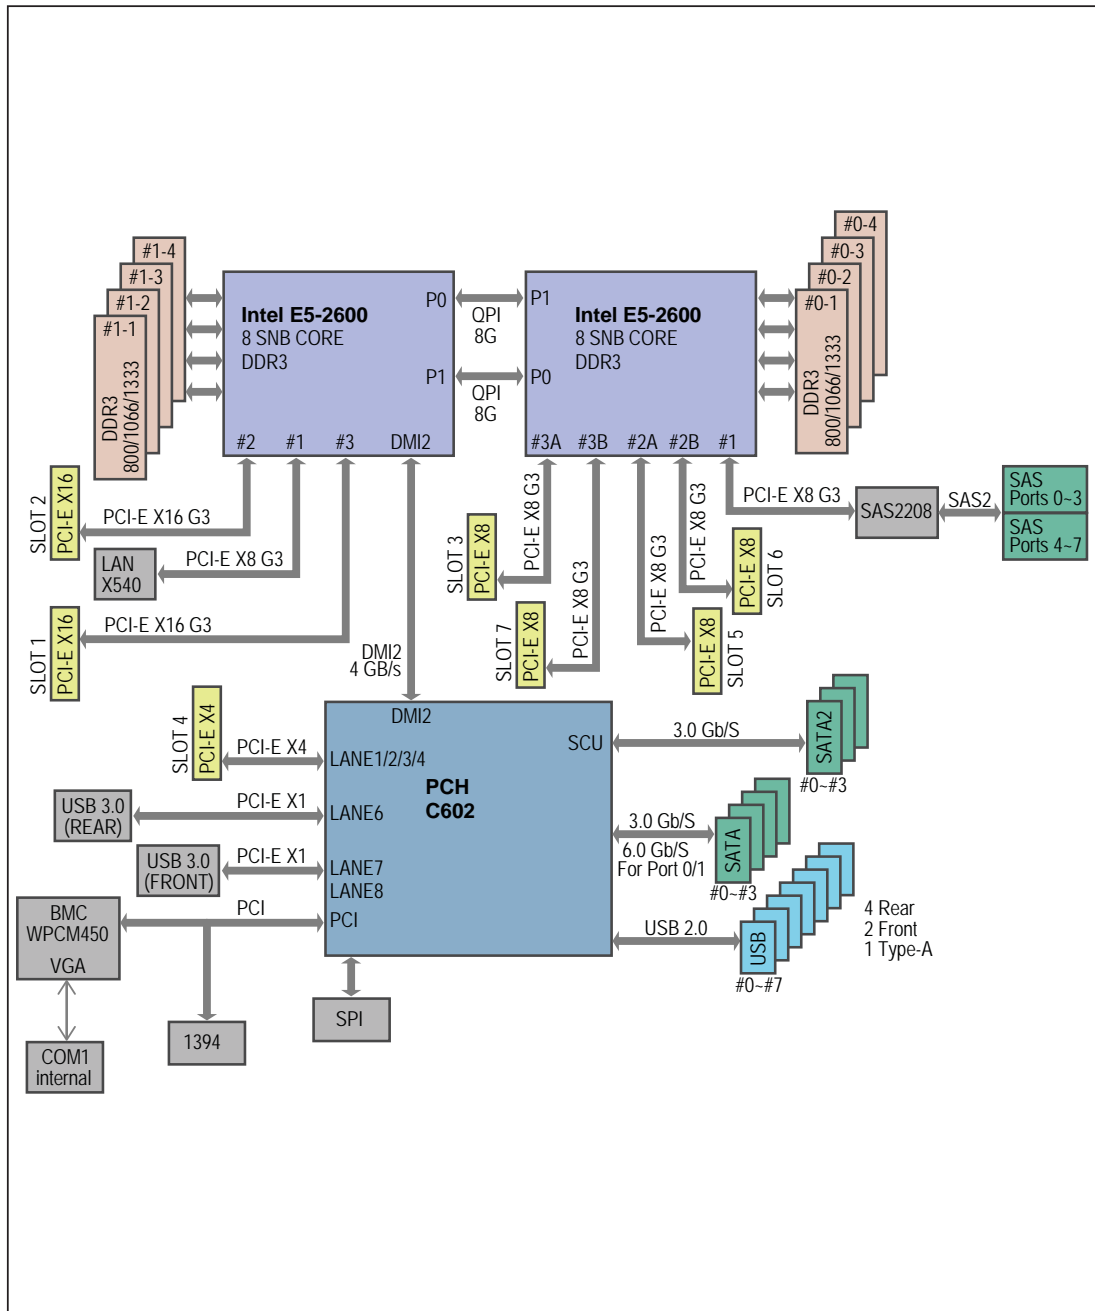 #1-4
#1-3
#1-2
#1-1
DDR3
800/1066/1333
Intel E5-2600
8 SNB CORE
DDR3
P0
P1
#2
#1
#3
DMI2
QPI
8G
QPI
8G
P1
P0
Intel E5-2600
8 SNB CORE
DDR3
#3A
#3B
#2A
#2B
#1
#0-4
#0-3
#0-2
#0-1
DDR3
800/1066/1333
SLOT 2
PCI-E X16
PCI-E X16 G3
LAN
X540
PCI-E X8 G3
SLOT 1
PCI-E X16
PCI-E X16 G3
DMI2
4 GB/s
SLOT 3
PCI-E X8
PCI-E X8 G3
SLOT 7
PCI-E X8
PCI-E X8 G3
PCI-E X8 G3
PCI-E X8
SLOT 5
PCI-E X8 G3
PCI-E X8
SLOT 6
PCI-E X8 G3
SAS2208
SAS2
SAS
Ports 0~3
SAS
Ports 4~7
SLOT 4
PCI-E X4
PCI-E X4
USB 3.0
(REAR)
PCI-E X1
USB 3.0
(FRONT)
PCI-E X1
BMC
WPCM450
VGA
PCI
COM1
internal
1394
SPI
DMI2
LANE1/2/3/4
PCH
C602
LANE6
LANE7
LANE8
PCI
SCU
3.0 Gb/S
SATA2
#0~#3
3.0 Gb/S
6.0 Gb/S
For Port 0/1
SATA
#0~#3
USB 2.0
USB
#0~#7
4 Rear
2 Front
1 Type-A